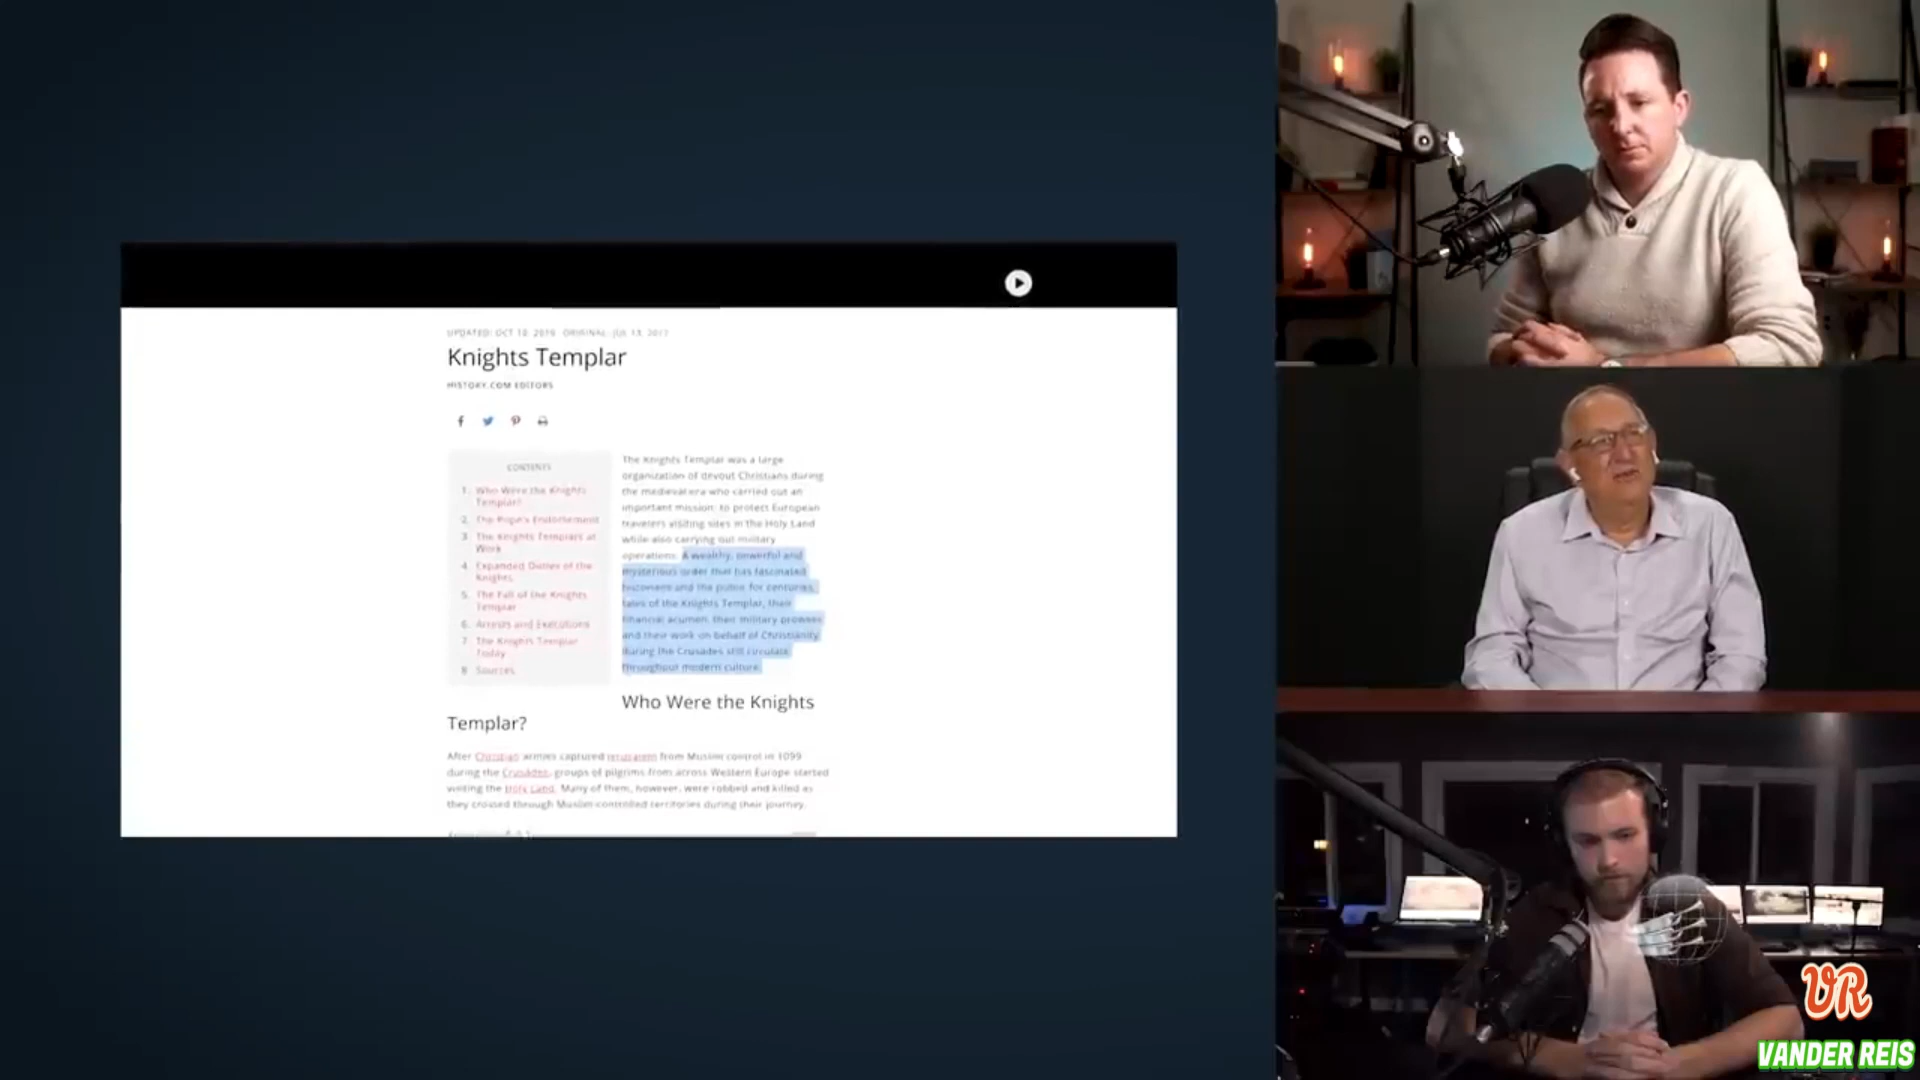 UPDATED: OCT 10, 2019 · ORIGINAL: JUL 13, 2017
Knights Templar
HISTORY.COM EDITORS
CONTENTS
1. Who Were the Knights
Templar?
2. The Pope's Endorsement
3. The Knights Templars at
Work
4. Expanded Duties of the
Knights
5. The Fall of the Knights
Templar
6. Arrests and Executions
7. The Knights Templar
Today
8. Sources
The Knights Templar was a large
organization of devout Christians during
the medieval era who carried out an
important mission: to protect European
travelers visiting sites in the Holy Land
while also carrying out military
operations. A wealthy, powerful and
mysterious order that has fascinated
historians and the public for centuries,
tales of the Knights Templar, their
financial acumen, their military prowess
and their work on behalf of Christianity
during the Crusades still circulate
throughout modern culture.
Who Were the Knights
Templar?
After Christian armies captured Jerusalem from Muslim control in 1099
during the Crusades, groups of pilgrims from across Western Europe started
visiting the Holy Land. Many of them, however, were robbed and killed as
they crossed through Muslim-controlled territories during their journey.
VR
VANDER REIS